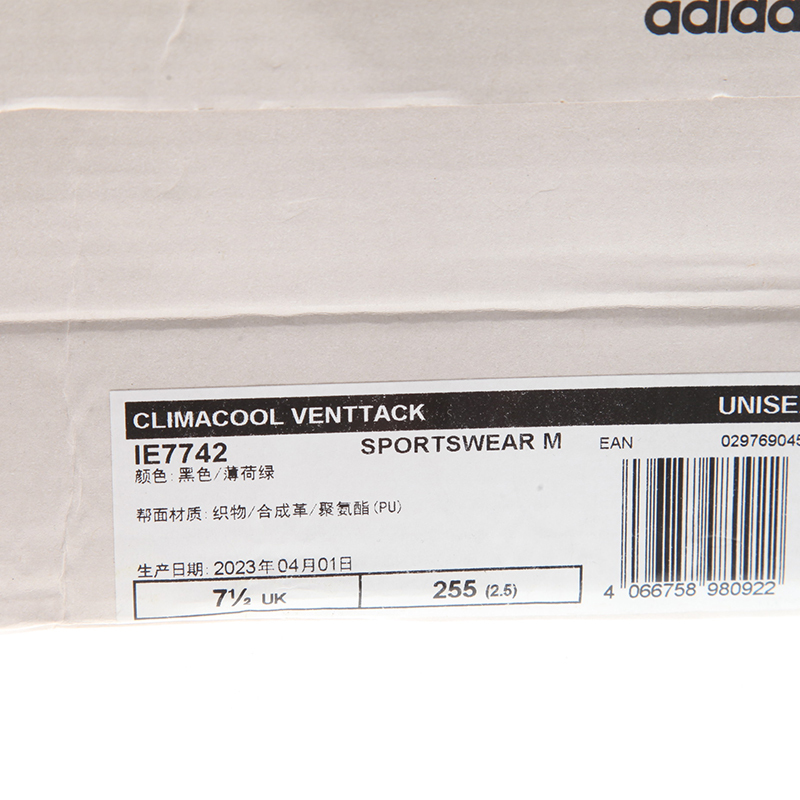 adidas
CLIMACOOL VENTTACK UNISE
IE7742 SPORTSWEAR M EAN 029769045
颜色: 黑色/薄荷绿
帮面材质: 织物/合成革/聚氨酯(PU)
生产日期: 2023年04月01日
7½ UK 255 (2.5)
4 066758 980922